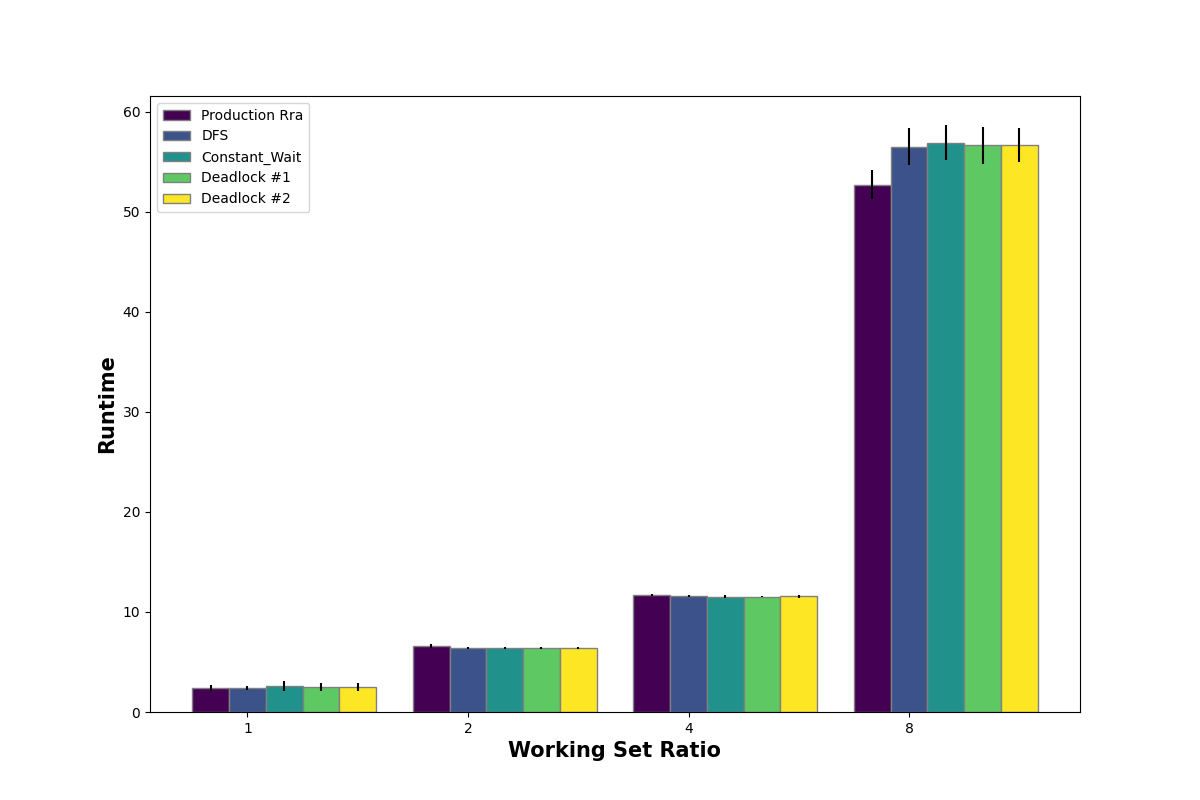 Production Rra
DFS
Constant_Wait
Deadlock #1
Deadlock #2
60
50
40
30
20
10
0
Runtime
1 2 4 8
Working Set Ratio